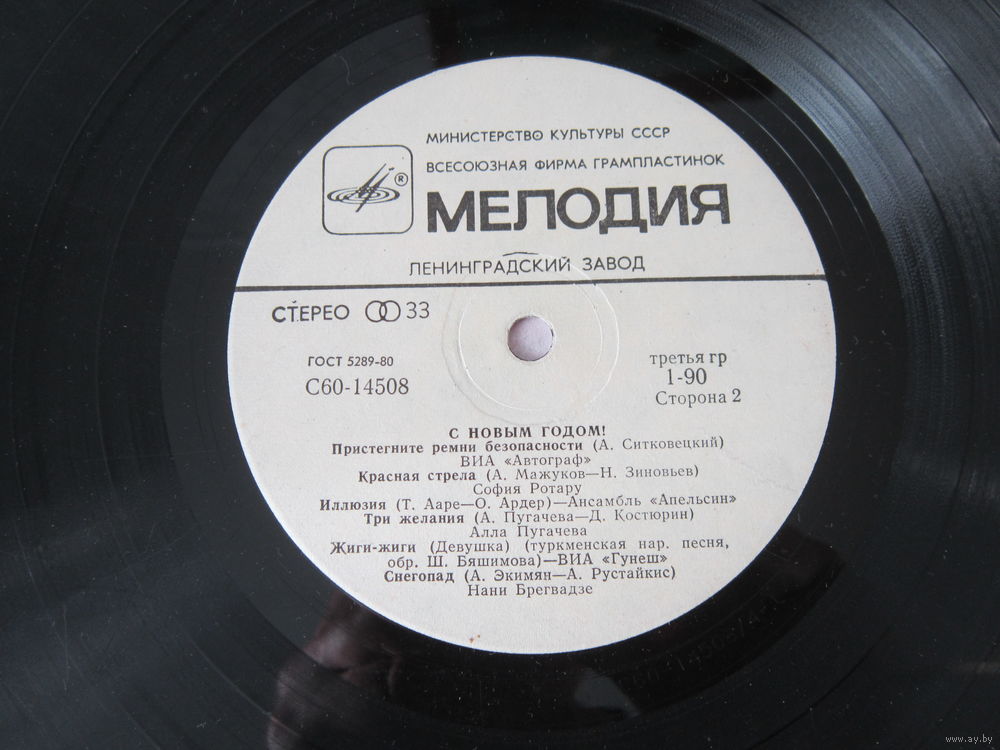 МИНИСТЕРСТВО КУЛЬТУРЫ СССР
ВСЕСОЮЗНАЯ ФИРМА ГРАМПЛАСТИНОК
®
МЕЛОДИЯ
ЛЕНИНГРАДСКИЙ ЗАВОД
СТЕРЕО 33
ГОСТ 5289-80
С60-14508
третья гр
1-90
Сторона 2
С НОВЫМ ГОДОМ!
Пристегните ремни безопасности (А. Ситковецкий)
ВИА «Автограф»
Красная стрела (А. Мажуков—Н. Зиновьев)
София Ротару
Иллюзия (Т. Ааре—О. Ардер)—Ансамбль «Апельсин»
Три желания (А. Пугачева—Д. Костюрин)
Алла Пугачева
Жиги-жиги (Девушка) (туркменская нар. песня,
обр. Ш. Бяшимова)—ВИА «Гунеш»
Снегопад (А. Экимян—А. Рустайкис)
Нани Брегвадзе
www.ay.by